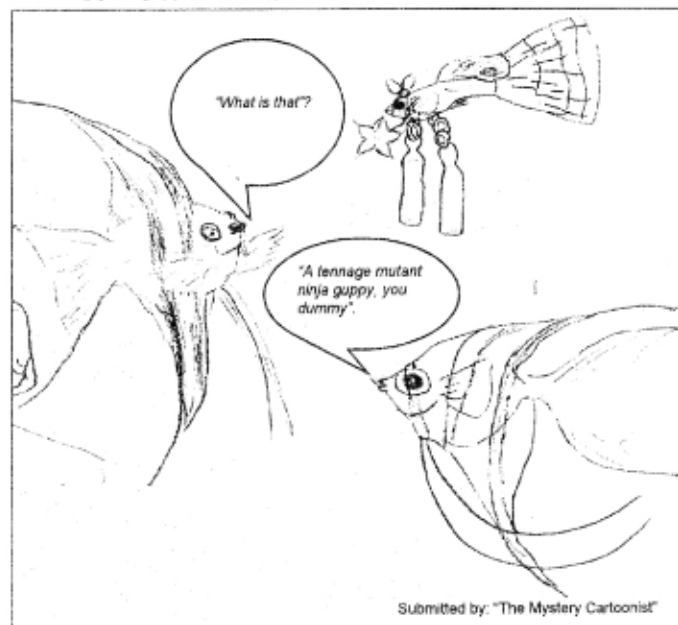 "What is that"?
"A tennage mutant
ninja guppy, you
dummy".
Submitted by: "The Mystery Cartoonist"